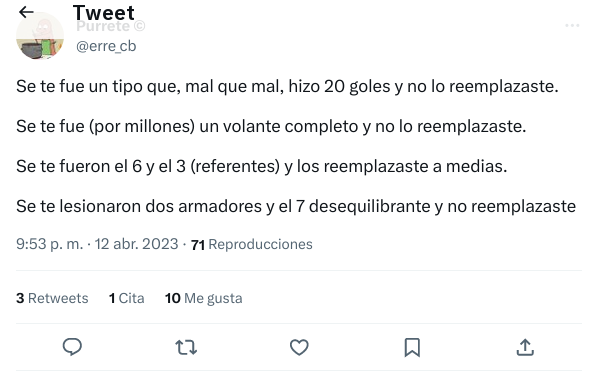 Tweet
Purrete ©
@erre_cb
Se te fue un tipo que, mal que mal, hizo 20 goles y no lo reemplazaste.
Se te fue (por millones) un volante completo y no lo reemplazaste.
Se te fueron el 6 y el 3 (referentes) y los reemplazaste a medias.
Se te lesionaron dos armadores y el 7 desequilibrante y no reemplazaste
9:53 p. m. · 12 abr. 2023 · 71 Reproducciones
3 Retweets 1 Cita 10 Me gusta